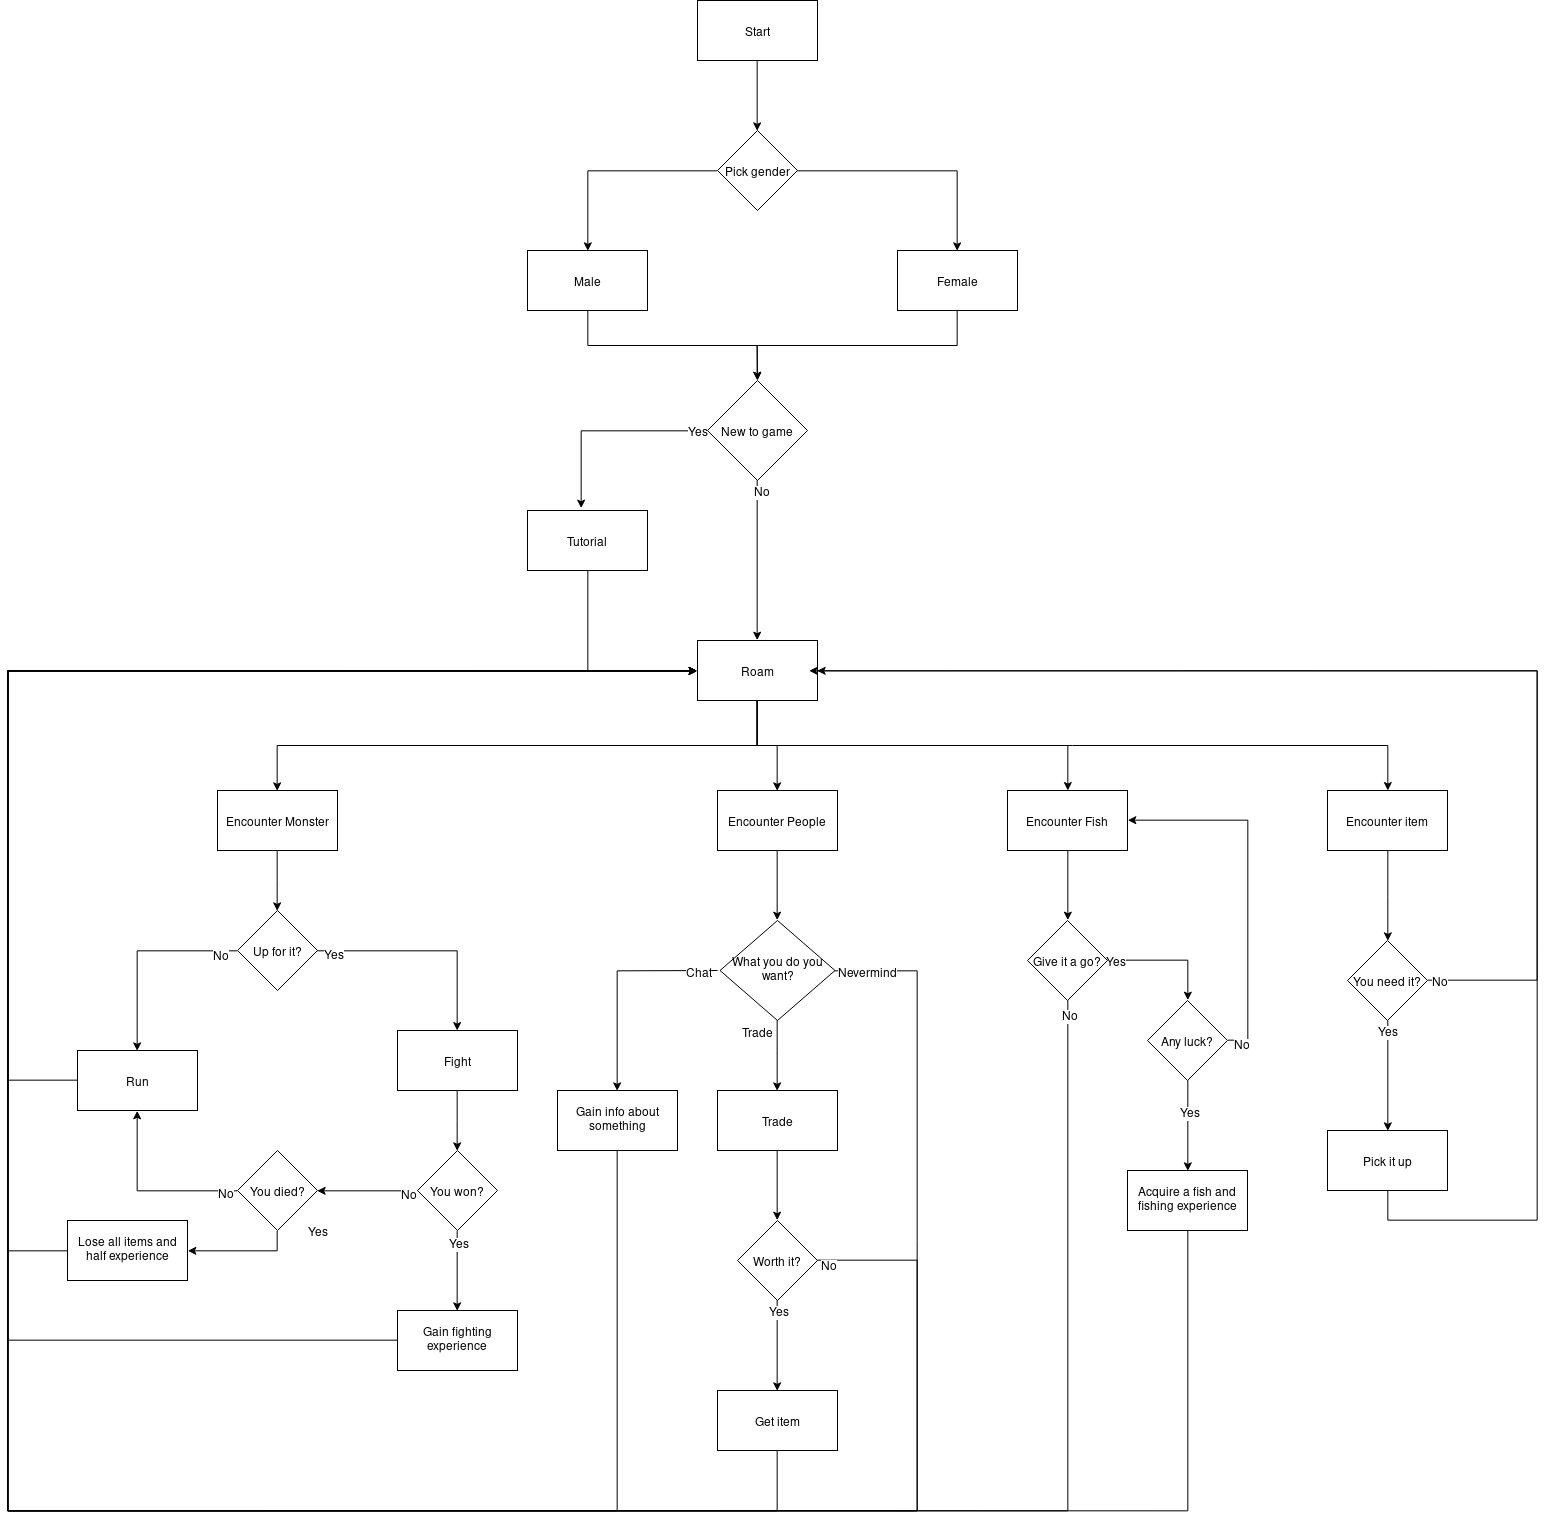 Start
Pick gender
Male
Female
Yes
New to game
No
Tutorial
Roam
Encounter Monster
Encounter People
Encounter Fish
Encounter item
No
Up for it?
Yes
Chat
What you do you
want?
Nevermind
Give it a go?
Yes
You need it?
No
No
Trade
Yes
Any luck?
No
Fight
Run
Gain info about
something
Trade
Yes
Pick it up
No
You died?
No
You won?
Acquire a fish and
fishing experience
Yes
Yes
Lose all items and
half experience
Worth it?
No
Yes
Gain fighting
experience
Get item